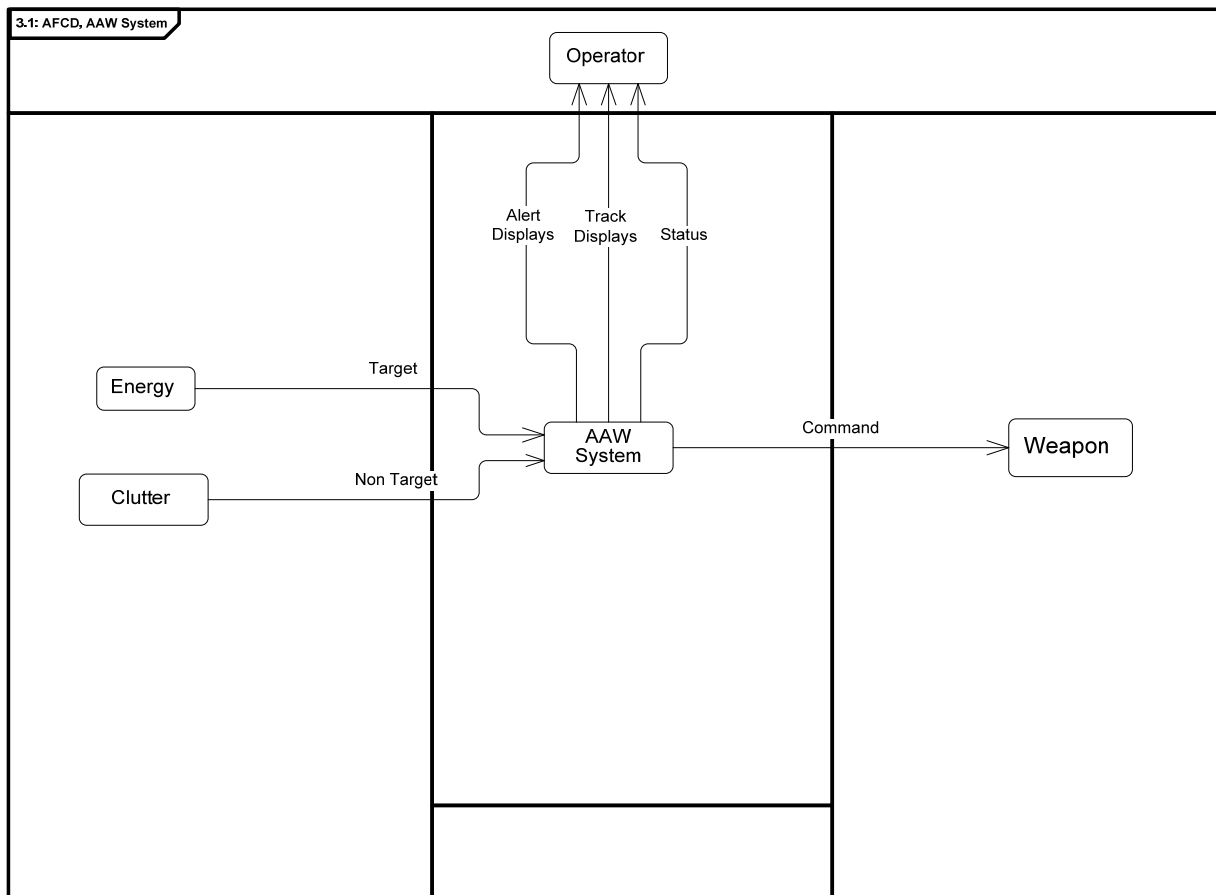 3.1: AFCD, AAW System
Operator
Alert
Displays
Track
Displays
Status
Target
Energy
AAW
System
Command
Weapon
Non Target
Clutter